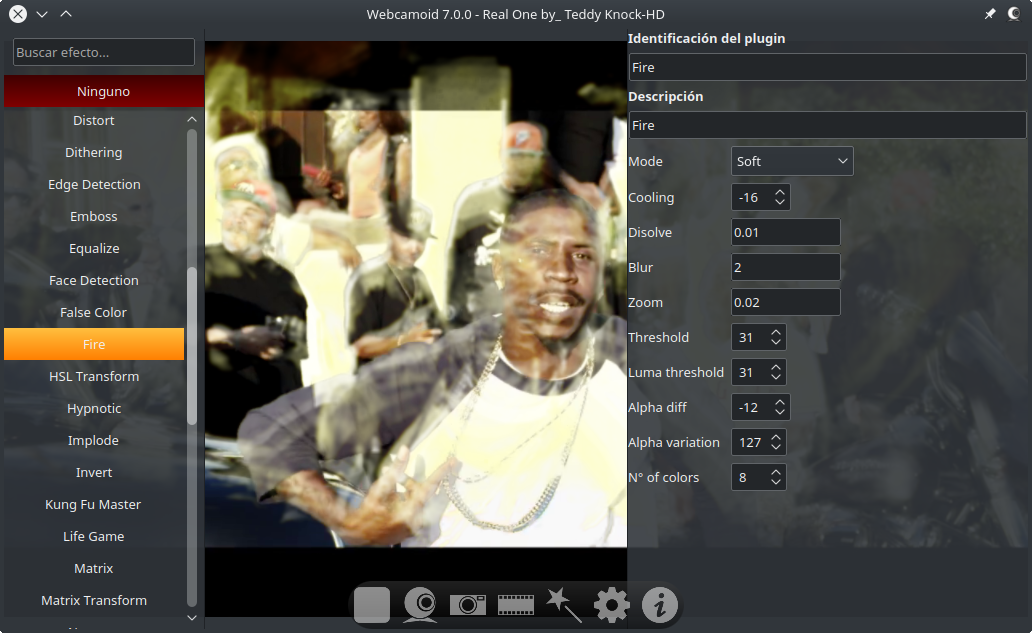 Webcamoid 7.0.0 - Real One by_ Teddy Knock-HD
Buscar efecto...
Ninguno
Distort
Dithering
Edge Detection
Emboss
Equalize
Face Detection
False Color
Fire
HSL Transform
Hypnotic
Implode
Invert
Kung Fu Master
Life Game
Matrix
Matrix Transform
Identificación del plugin
Fire
Descripción
Fire
Mode Soft
Cooling -16
Disolve 0.01
Blur 2
Zoom 0.02
Threshold 31
Luma threshold 31
Alpha diff -12
Alpha variation 127
N° of colors 8